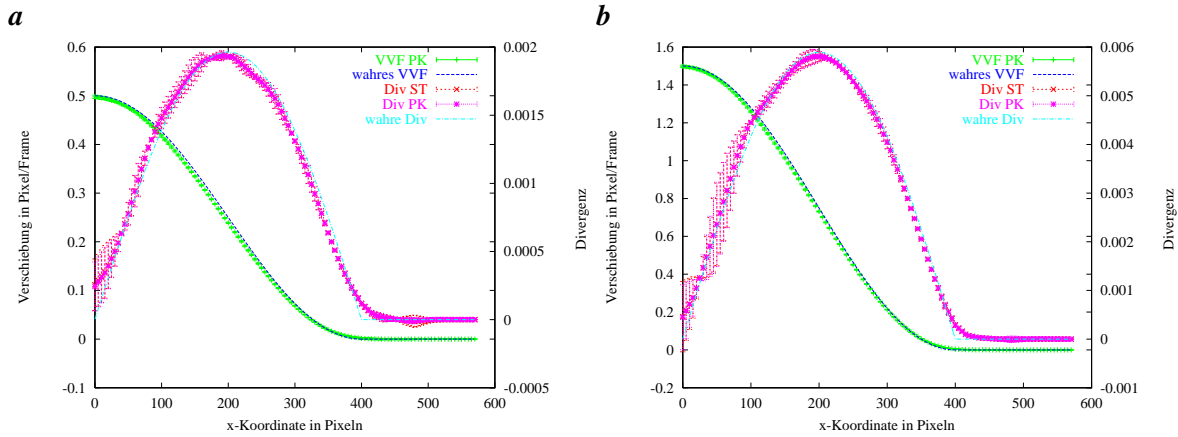 a
0.6
0.5
0.4
0.3
0.2
0.1
0
-0.1
Verschiebung in Pixel/Frame
0 100 200 300 400 500 600
x-Koordinate in Pixeln
0.002
0.0015
0.001
0.0005
0
-0.0005
Divergenz
VVF PK
wahres VVF
Div ST
Div PK
wahre Div
b
1.6
1.4
1.2
1
0.8
0.6
0.4
0.2
0
-0.2
Verschiebung in Pixel/Frame
0 100 200 300 400 500 600
x-Koordinate in Pixeln
0.006
0.005
0.004
0.003
0.002
0.001
0
-0.001
Divergenz
VVF PK
wahres VVF
Div ST
Div PK
wahre Div